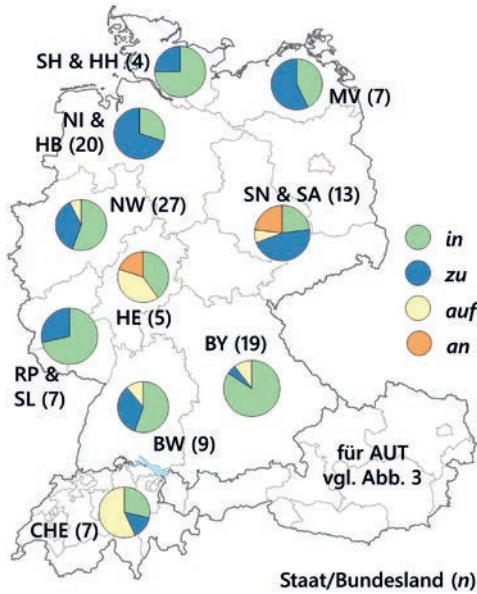 SH & HH (4)
MV (7)
NI &
HB (20)
NW (27)
SN & SA (13)
in
zu
auf
an
HE (5)
BY (19)
RP &
SL (7)
BW (9)
für AUT
vgl. Abb. 3
CHE (7)
Staat/Bundesland (n)